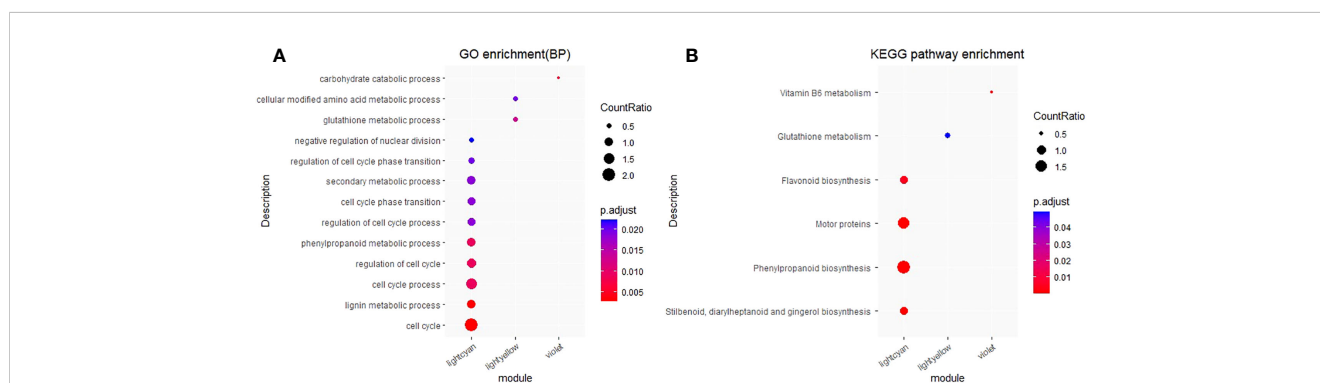 A
GO enrichment(BP)
carbohydrate catabolic process
cellular modified amino acid metabolic process
glutathione metabolic process
negative regulation of nuclear division
regulation of cell cycle phase transition
secondary metabolic process
cell cycle phase transition
regulation of cell cycle process
phenylpropanoid metabolic process
regulation of cell cycle
cell cycle process
lignin metabolic process
cell cycle
Description
lightcyan
lightyellow
violet
module
CountRatio
0.5
1.0
1.5
2.0
p.adjust
0.020
0.015
0.010
0.005
B
KEGG pathway enrichment
Vitamin B6 metabolism
Glutathione metabolism
Flavonoid biosynthesis
Motor proteins
Phenylpropanoid biosynthesis
Stilbenoid, diarylheptanoid and gingerol biosynthesis
Description
lightcyan
lightyellow
violet
module
CountRatio
0.5
1.0
1.5
p.adjust
0.04
0.03
0.02
0.01